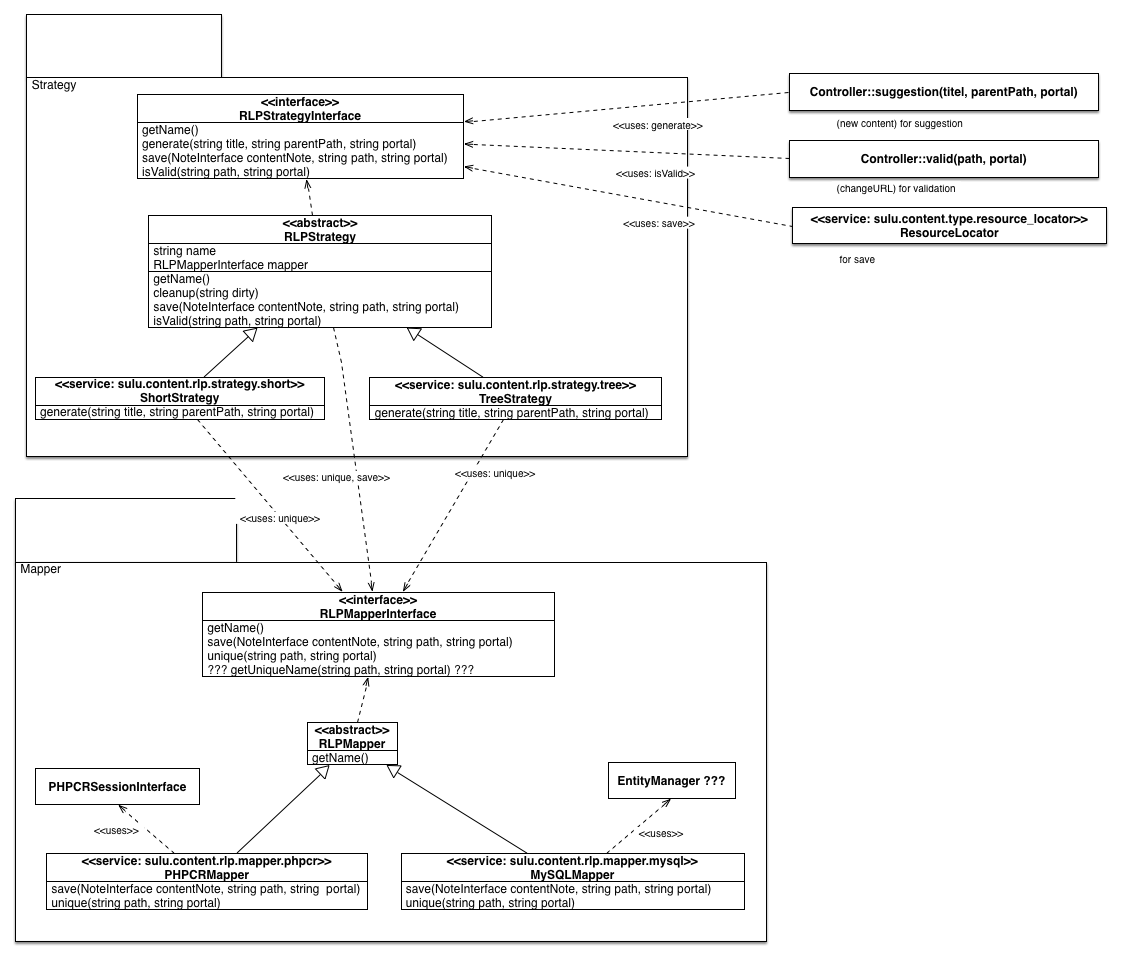 Strategy
<<interface>>
RLPStrategyInterface
getName()
generate(string title, string parentPath, string portal)
save(NoteInterface contentNote, string path, string portal)
isValid(string path, string portal)
Controller::suggestion(titel, parentPath, portal)
(new content) for suggestion
<<uses: generate>>
Controller::valid(path, portal)
(changeURL) for validation
<<uses: isValid>>
<<service: sulu.content.type.resource_locator>>
ResourceLocator
for save
<<uses: save>>
<<abstract>>
RLPStrategy
string name
RLPMapperInterface mapper
getName()
cleanup(string dirty)
save(NoteInterface contentNote, string path, string portal)
isValid(string path, string portal)
<<service: sulu.content.rlp.strategy.short>>
ShortStrategy
generate(string title, string parentPath, string portal)
<<service: sulu.content.rlp.strategy.tree>>
TreeStrategy
generate(string title, string parentPath, string portal)
<<uses: unique, save>>
<<uses: unique>>
<<uses: unique>>
Mapper
<<interface>>
RLPMapperInterface
getName()
save(NoteInterface contentNote, string path, string portal)
unique(string path, string portal)
??? getUniqueName(string path, string portal) ???
<<abstract>>
RLPMapper
getName()
PHPCRSessionInterface
EntityManager ???
<<uses>>
<<uses>>
<<service: sulu.content.rlp.mapper.phpcr>>
PHPCRMapper
save(NoteInterface contentNote, string path, string  portal)
unique(string path, string portal)
<<service: sulu.content.rlp.mapper.mysql>>
MySQLMapper
save(NoteInterface contentNote, string path, string portal)
unique(string path, string portal)